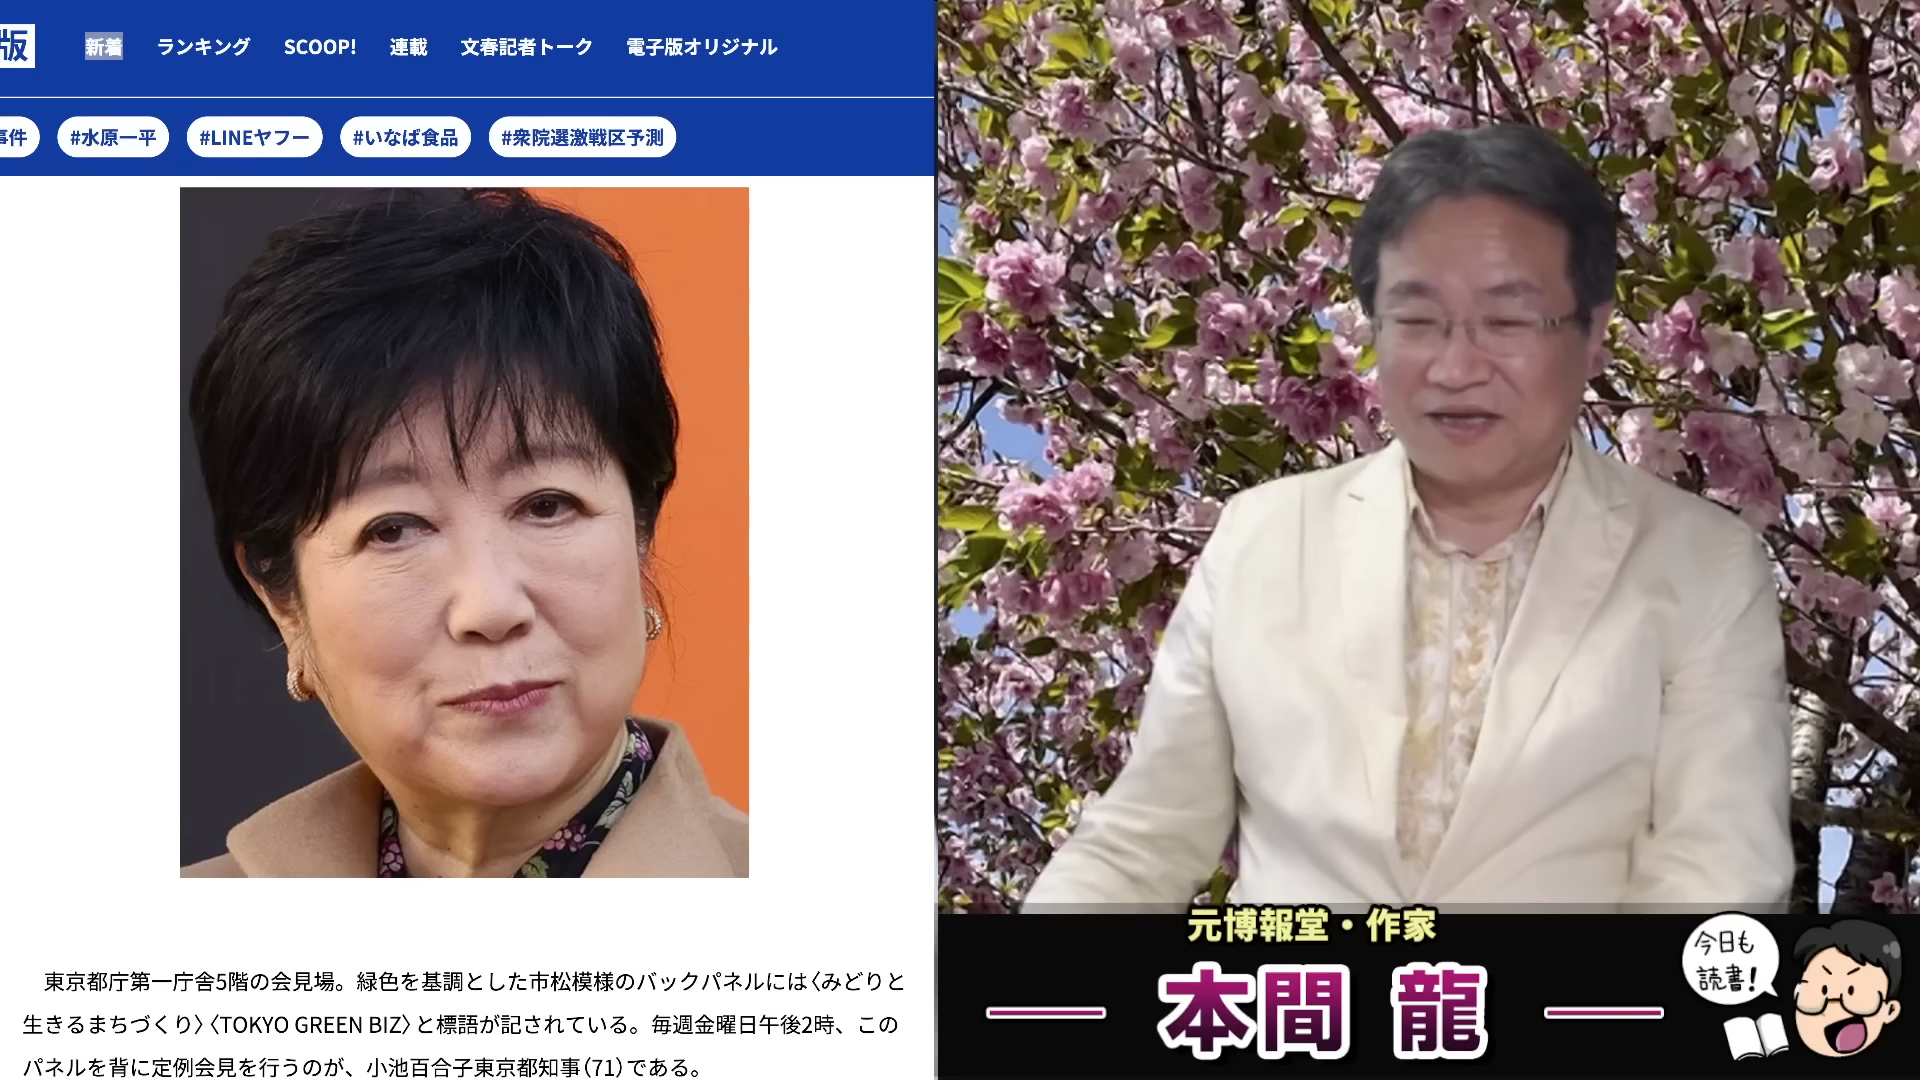 版
新着 ランキング SCOOP! 連載 文春記者トーク 電子版オリジナル
事件 #水原一平 #LINEヤフー #いなば食品 #衆院選激戦区予測
東京都庁第一庁舎5階の会見場。緑色を基調とした市松模様のバックパネルには〈みどりと
生きるまちづくり〉〈TOKYO GREEN BIZ〉と標語が記されている。毎週金曜日午後2時、この
パネルを背に定例会見を行うのが、小池百合子東京都知事（71）である。
元博報堂・作家
本間 龍
今日も
読書!